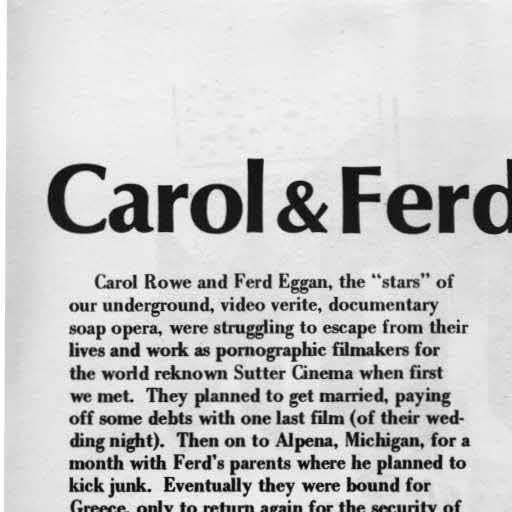 Carol & Ferd
Carol Rowe and Ferd Eggan, the "stars" of
our underground, video verite, documentary
soap opera, were struggling to escape from their
lives and work as pornographic filmakers for
the world reknown Sutter Cinema when first
we met. They planned to get married, paying
off some debts with one last film (of their wed-
ding night). Then on to Alpena, Michigan, for a
month with Ferd's parents where he planned to
kick junk. Eventually they were bound for
Greece, only to return again for the security of